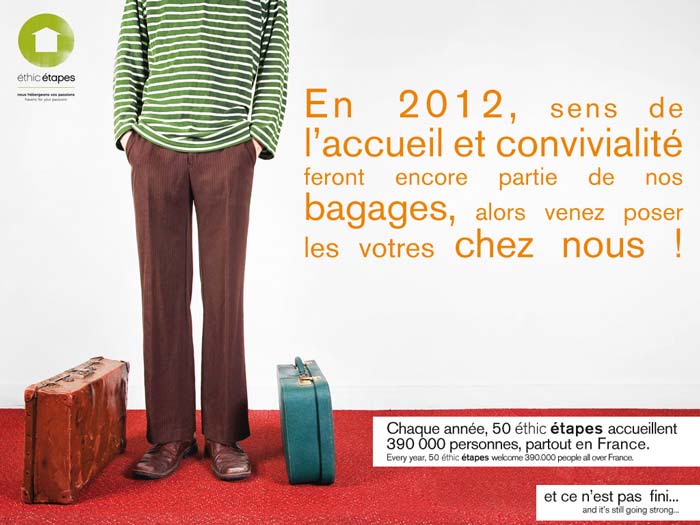 éthic étapes
nous hébergeons vos passions
havens for your passions
En 2012, sens de
l'accueil et convivialité
feront encore partie de nos
bagages, alors venez poser
les votres chez nous !
Chaque année, 50 éthic étapes accueillent
390 000 personnes, partout en France.
Every year, 50 éthic étapes welcome 390.000 people all over France.
et ce n'est pas fini...
and it's still going strong...